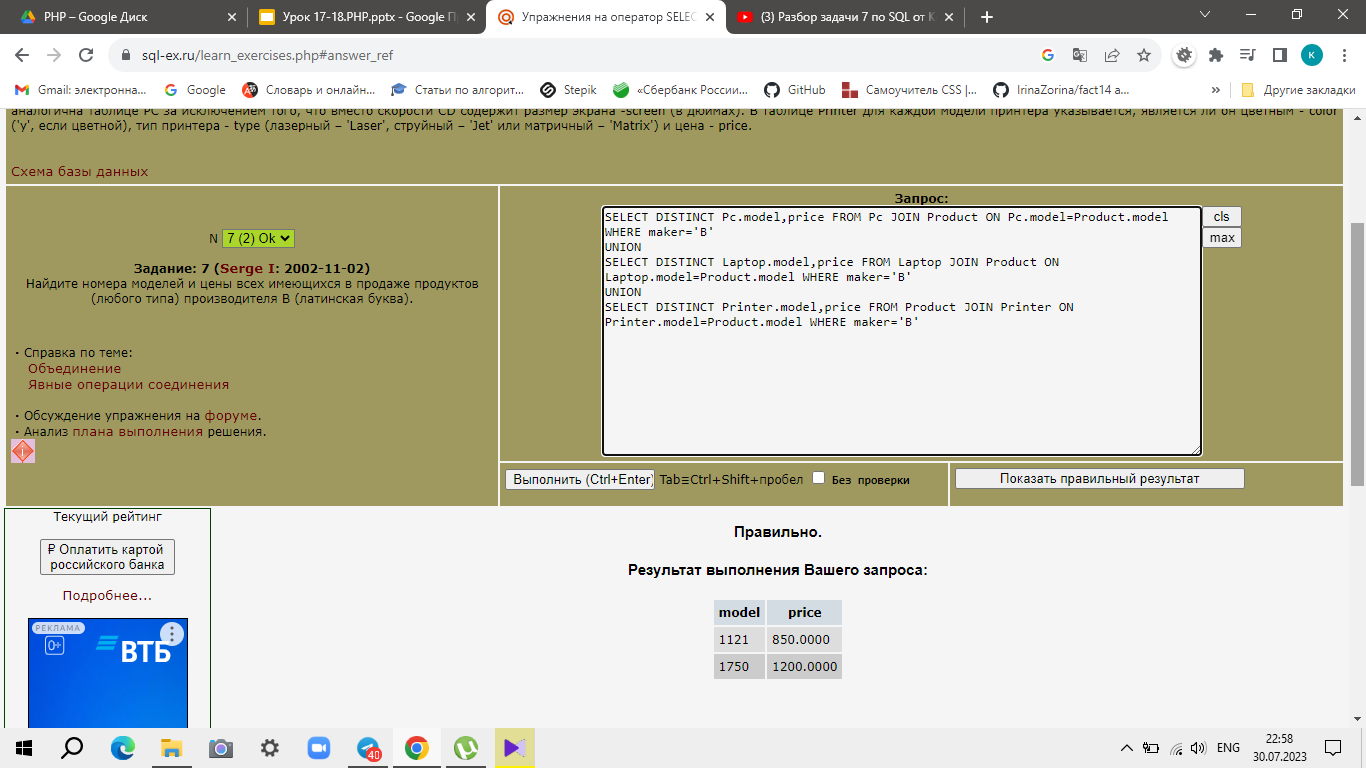 PHP – Google Диск
Урок 17-18.PHP.pptx - Google П
Упражнения на оператор SELEC
(3) Разбор задачи 7 по SQL от K
sql-ex.ru/learn_exercises.php#answer_ref
K
Gmail: электронна...
Google
Словарь и онлайн...
Статьи по алгорит...
Stepik
«Сбербанк России...
GitHub
Самоучитель CSS |...
IrinaZorina/fact14 a...
»
Другие закладки
аналогична таблице PC за исключением того, что вместо скорости CD содержит размер экрана -screen (в дюймах). В таблице Printer для каждой модели принтера указывается, является ли он цветным - color
('y', если цветной), тип принтера - type (лазерный – 'Laser', струйный – 'Jet' или матричный – 'Matrix') и цена - price.
Схема базы данных
N 7 (2) Ok
Задание: 7 (Serge I: 2002-11-02)
Найдите номера моделей и цены всех имеющихся в продаже продуктов
(любого типа) производителя B (латинская буква).
• Справка по теме:
Объединение
Явные операции соединения
• Обсуждение упражнения на форуме.
• Анализ плана выполнения решения.
Запрос:
SELECT DISTINCT Pc.model,price FROM Pc JOIN Product ON Pc.model=Product.model
WHERE maker='B'
UNION
SELECT DISTINCT Laptop.model,price FROM Laptop JOIN Product ON
Laptop.model=Product.model WHERE maker='B'
UNION
SELECT DISTINCT Printer.model,price FROM Product JOIN Printer ON
Printer.model=Product.model WHERE maker='B'
cls
max
Выполнить (Ctrl+Enter) Tab≡Ctrl+Shift+пробел Без проверки
Показать правильный результат
Текущий рейтинг
₽ Оплатить картой
российского банка
Подробнее...
РЕКЛАМА
0+
ВТБ
Правильно.
Результат выполнения Вашего запроса:
model price
1121 850.0000
1750 1200.0000
40
ENG
22:58
30.07.2023